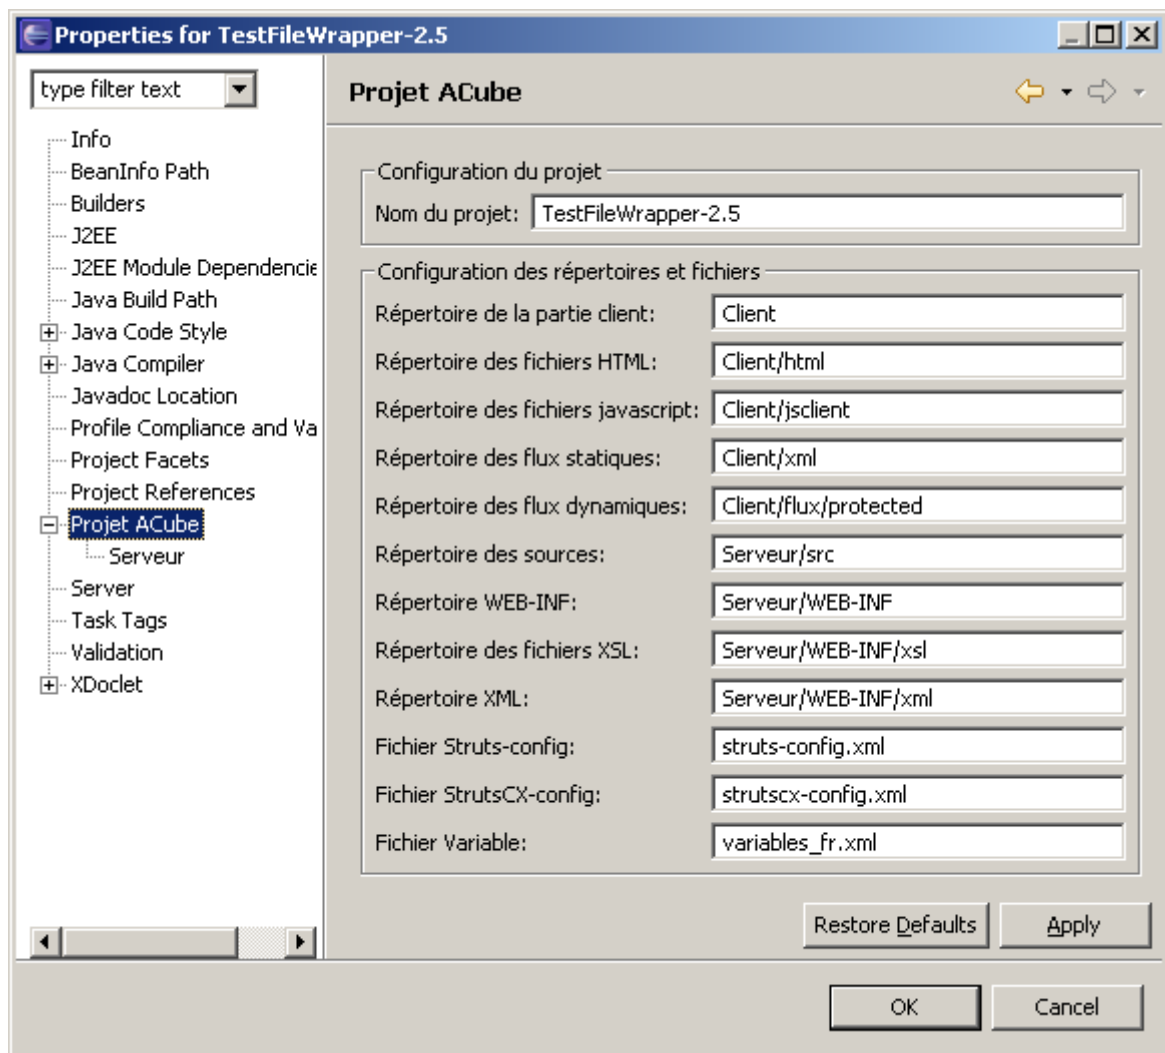 Properties for TestFileWrapper-2.5
type filter text
Info
BeanInfo Path
Builders
J2EE
J2EE Module Dependencie
Java Build Path
Java Code Style
Java Compiler
Javadoc Location
Profile Compliance and Va
Project Facets
Project References
Projet ACube
Serveur
Server
Task Tags
Validation
XDoclet
Projet ACube
Configuration du projet
Nom du projet: TestFileWrapper-2.5
Configuration des répertoires et fichiers
Répertoire de la partie client: Client
Répertoire des fichiers HTML: Client/html
Répertoire des fichiers javascript: Client/jsclient
Répertoire des flux statiques: Client/xml
Répertoire des flux dynamiques: Client/flux/protected
Répertoire des sources: Serveur/src
Répertoire WEB-INF: Serveur/WEB-INF
Répertoire des fichiers XSL: Serveur/WEB-INF/xsl
Répertoire XML: Serveur/WEB-INF/xml
Fichier Struts-config: struts-config.xml
Fichier StrutsCX-config: strutscx-config.xml
Fichier Variable: variables_fr.xml
Restore Defaults Apply
OK Cancel